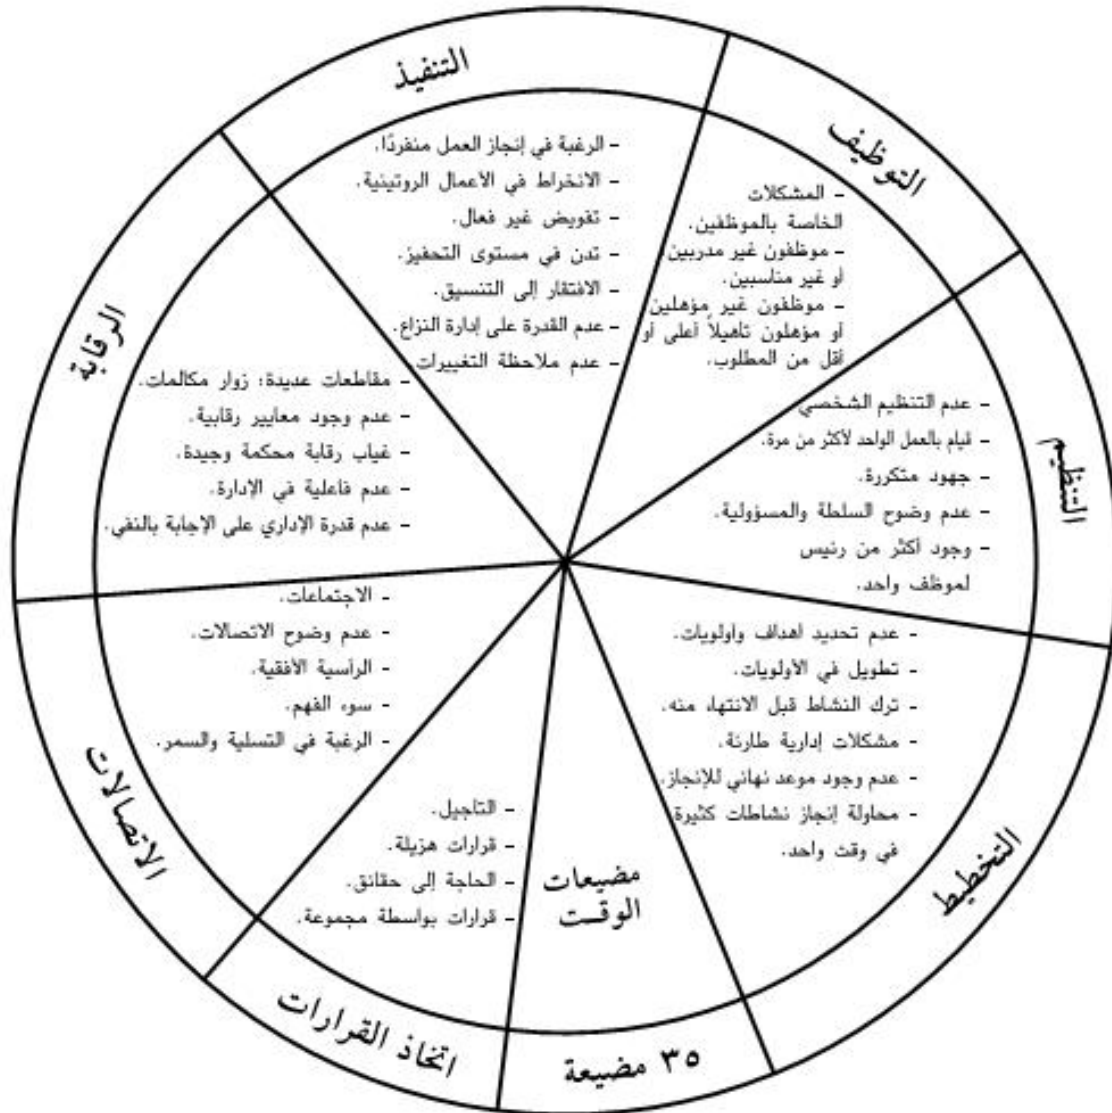 التنفيذ
- الرغبة في إنجاز العمل منفردًا.
- الانخراط في الأعمال الروتينية.
- تفويض غير فعال.
- تدن في مستوى التحفيز.
- الافتقار إلى التنسيق.
- عدم القدرة على إدارة النزاع.
- عدم ملاحظة التغييرات
التوظيف
- المشكلات
الخاصة بالموظفين.
- موظفون غير مدربين
أو غير مناسبين.
- موظفون غير مؤهلين
أو مؤهلون تأهيلاً أعلى أو
أقل من المطلوب.
التنظيم
- عدم التنظيم الشخصي
- قيام بالعمل الواحد لأكثر من مرة.
- جهود متكررة.
- عدم وضوح السلطة والمسؤولية.
- وجود أكثر من رئيس
لموظف واحد.
التخطيط
- عدم تحديد أهداف وأولويات.
- تطويل في الأولويات.
- ترك النشاط قبل الانتهاء منه.
- مشكلات إدارية طارئة.
- عدم وجود موعد نهائي للإنجاز.
- محاولة إنجاز نشاطات كثيرة
في وقت واحد.
مضيعات
الوقــت
٣٥ مضيعة
اتخاذ القرارات
- التأجيل.
- قرارات هزيلة.
- الحاجة إلى حقائق.
- قرارات بواسطة مجموعة.
الاتصالات
- الاجتماعات.
- عدم وضوح الاتصالات.
- الرأسية الأفقية.
- سوء الفهم.
- الرغبة في التسلية والسمر.
الرقابة
- مقاطعات عديدة؛ زوار مكالمات.
- عدم وجود معايير رقابية.
- غياب رقابة محكمة وجيدة.
- عدم فاعلية في الإدارة.
- عدم قدرة الإداري على الإجابة بالنفي.